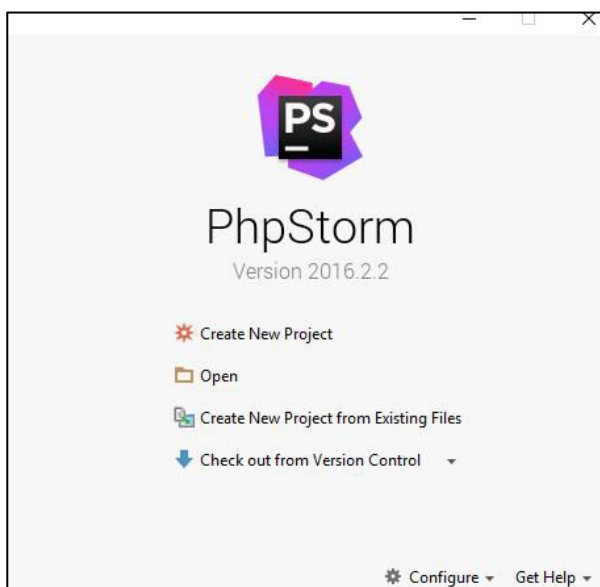 PS
PhpStorm
Version 2016.2.2
Create New Project
Open
Create New Project from Existing Files
Check out from Version Control
Configure Get Help